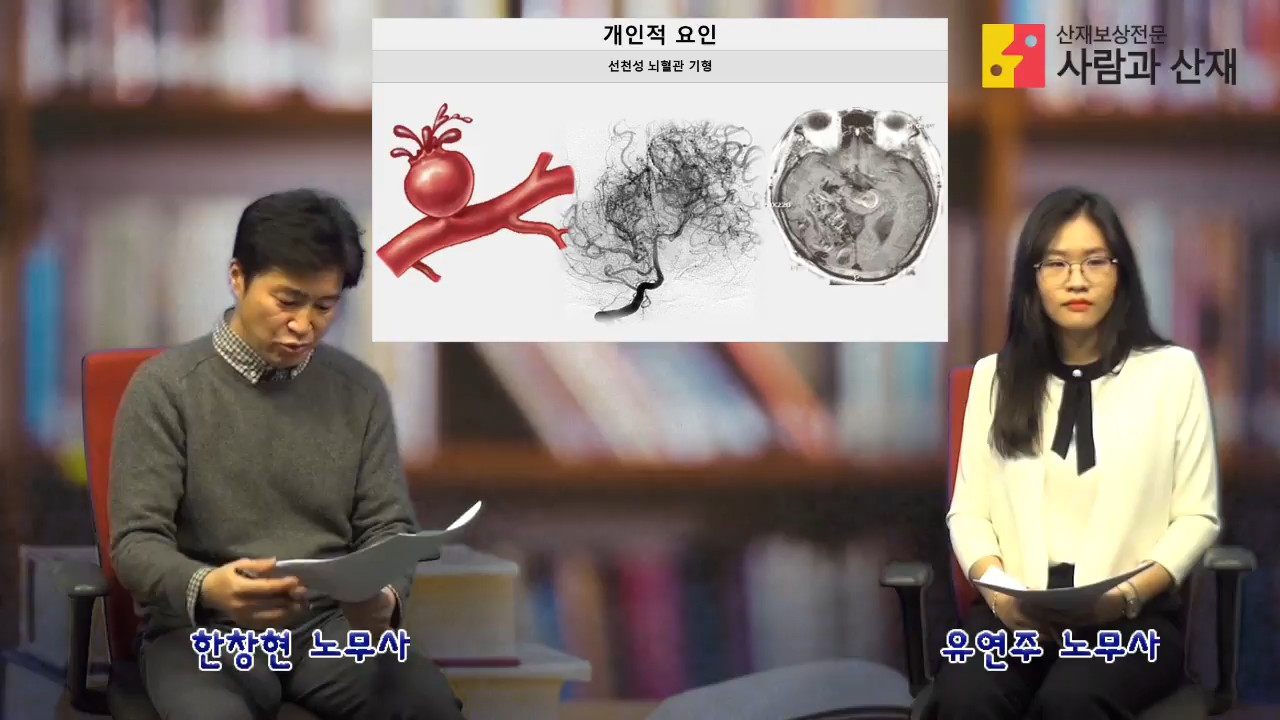 개인적 요인
선천성 뇌혈관 기형
산재보상전문
사람과 산재
한창현 노무사
유연주 노무사